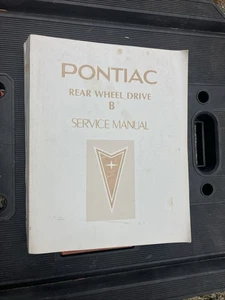 PONTIAC
REAR WHEEL DRIVE
B
SERVICE MANUAL